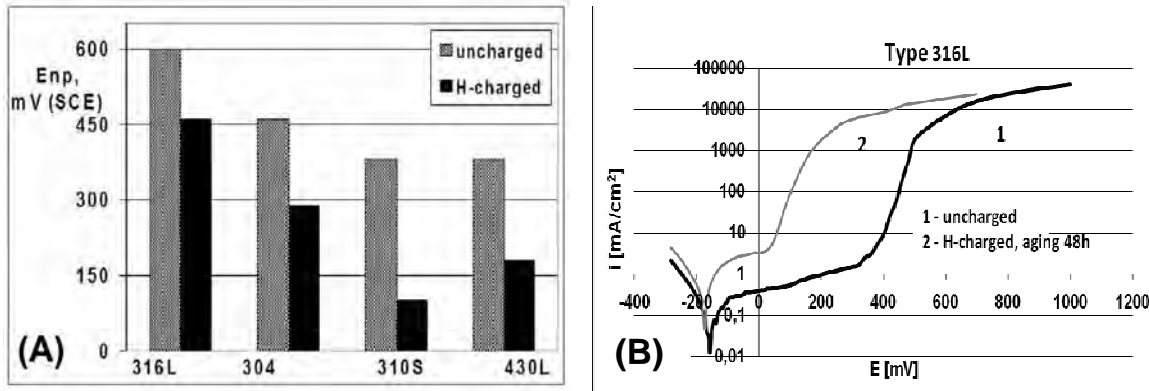 Enp,
mV (SCE)
600
450
300
150
0
uncharged
H-charged
316L 304 310S 430L
(A)
B)
Type 316L
i [mA/cm²]
100000
10000
1000
100
10
1
0,1
0,01
-400 -200 0 200 400 600 800 1000 1200
2
1
1 - uncharged
2 - H-charged, aging 48h
E [mV]
(B)